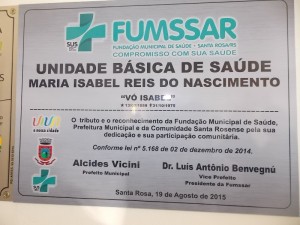 SUS
FUMSSAR
FUNDAÇÃO MUNICIPAL DE SAÚDE - SANTA ROSA/RS
COMPROMISSO COM SUA SAÚDE
UNIDADE BÁSICA DE SAÚDE
MARIA ISABEL REIS DO NASCIMENTO
"VÓ ISABEL"
O tributo e o reconhecimento da Fundação Municipal de Saúde,
Prefeitura Municipal e da Comunidade Santa Rosense pela sua
dedicação e sua participação comunitária.
Conforme lei nº 5.168 de 02 de dezembro de 2014.
Alcides Vicini
Prefeito Municipal
Dr. Luís Antônio Benvegnú
Vice Prefeito
Presidente da Fumssar
Santa Rosa, 19 de Agosto de 2015